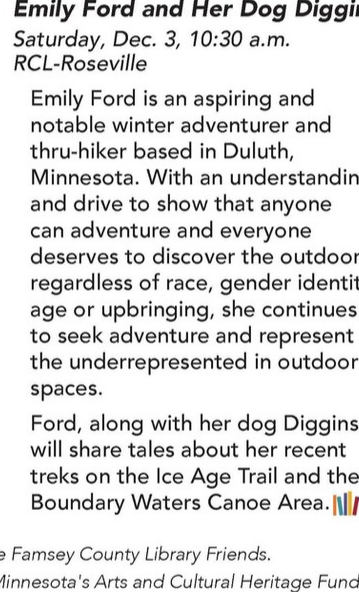 Emily Ford and Her Dog Diggi
Saturday, Dec. 3, 10:30 a.m.
RCL-Roseville
Emily Ford is an aspiring and
notable winter adventurer and
thru-hiker based in Duluth,
Minnesota. With an understandin
and drive to show that anyone
can adventure and everyone
deserves to discover the outdoor
regardless of race, gender identit
age or upbringing, she continues
to seek adventure and represent
the underrepresented in outdoor
spaces.
Ford, along with her dog Diggins
will share tales about her recent
treks on the Ice Age Trail and the
Boundary Waters Canoe Area.
e Famsey County Library Friends.
Minnesota's Arts and Cultural Heritage Fund